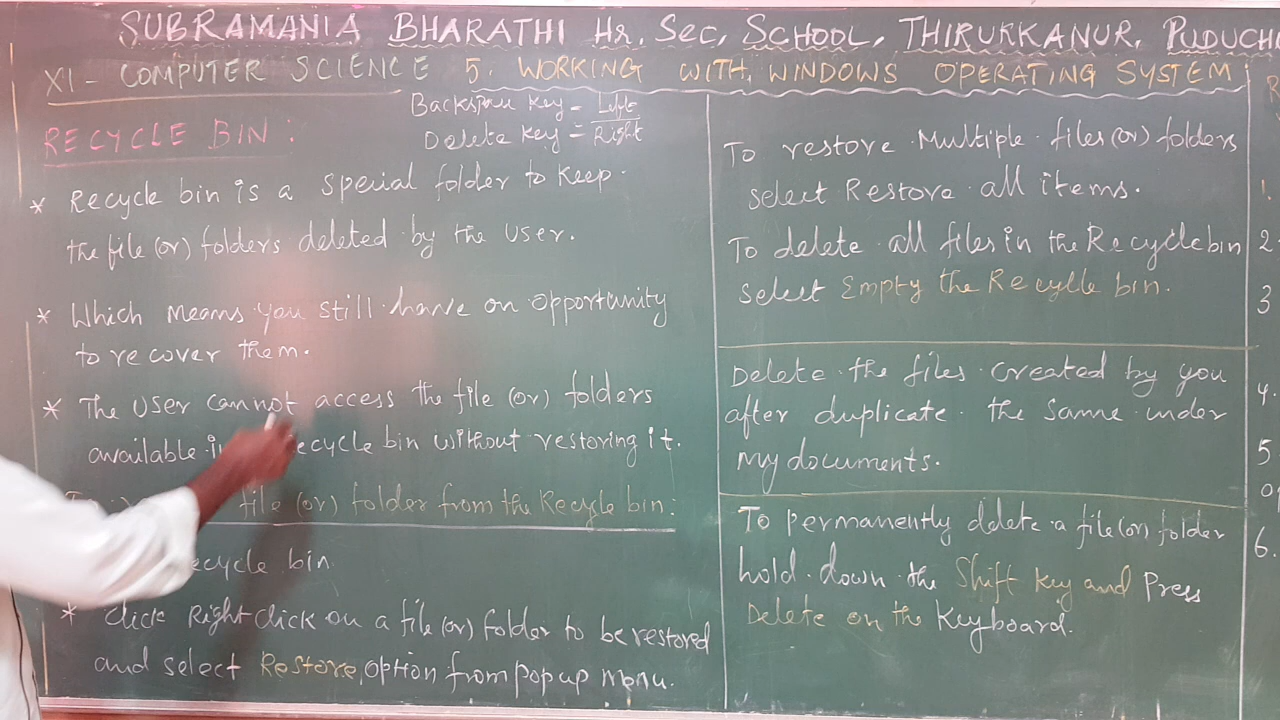 SUBRAMANIA BHARATHI Hr. Sec, SCHOOL, THIRUKKANUR, PUDUCH
XI - COMPUTER SCIENCE 5. WORKING WITH WINDOWS OPERATING SYSTEM
Backspace key = Left
Delete key = Right
RECYCLE BIN :
* Recycle bin is a special folder to keep.
the file (or) folders deleted by the user.
* Which means you still have on opportunity
to recover them.
* The user cannot access the file (or) folders
available ecycle bin without restoring it.
file (or) folder from the Recycle bin:
ecycle bin
* Click Right click on a file (or) folder to be restored
and select Restore, option from popup menu.
To restore Multiple files (or) folders
select Restore all items.
To delete all files in the Recycle bin
select Empty the Recylle bin.
Delete the files created by you
after duplicate the same under
My documents.
To permanently delete a file (or) folder
hold down the Shift key and Press
Delete on the Keyboard.
R
1.
2
3
4.
5
or
6.